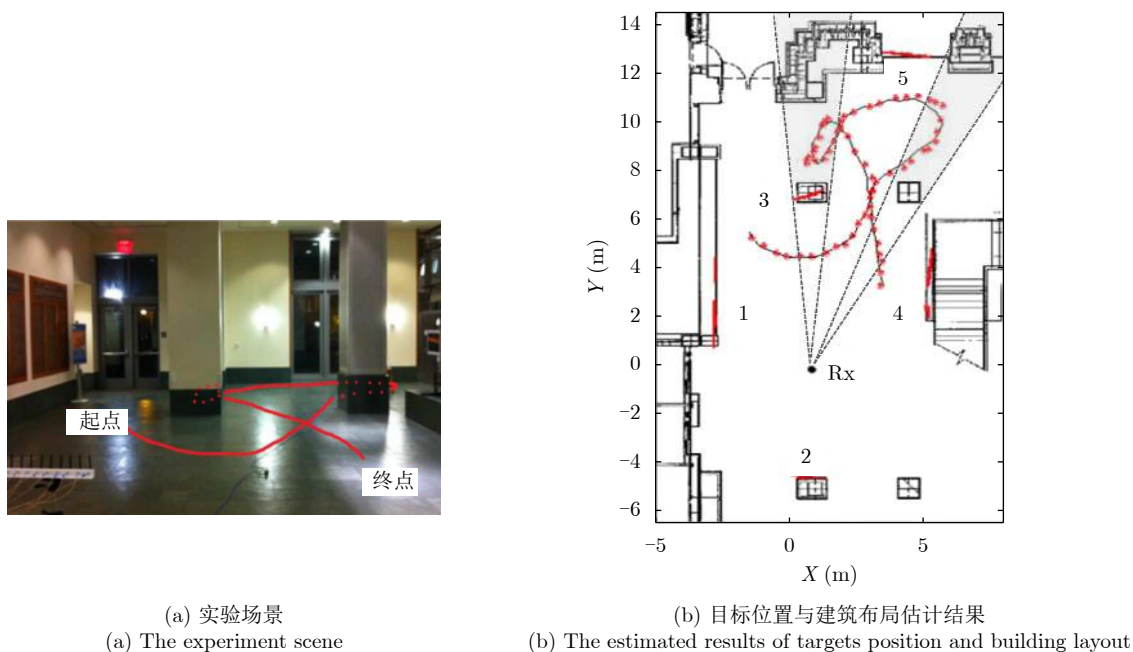 起点
终点
14
12
10
8
6
4
2
0
−2
−4
−6
Y (m)
−5
0
5
X (m)
5
3
1
4
Rx
2
(a) 实验场景
(a) The experiment scene
(b) 目标位置与建筑布局估计结果
(b) The estimated results of targets position and building layout